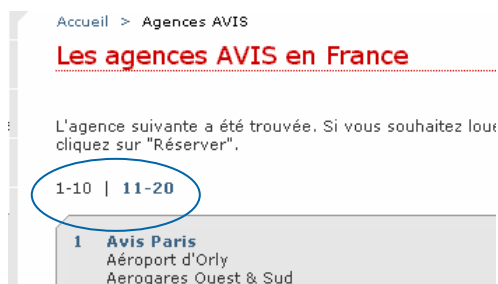 Accueil > Agences AVIS
Les agences AVIS en France
L'agence suivante a été trouvée. Si vous souhaitez
cliquez sur "Réserver".
1-10 | 11-20
1 Avis Paris
Aéroport d'Orly
Aerogares Ouest & Sud